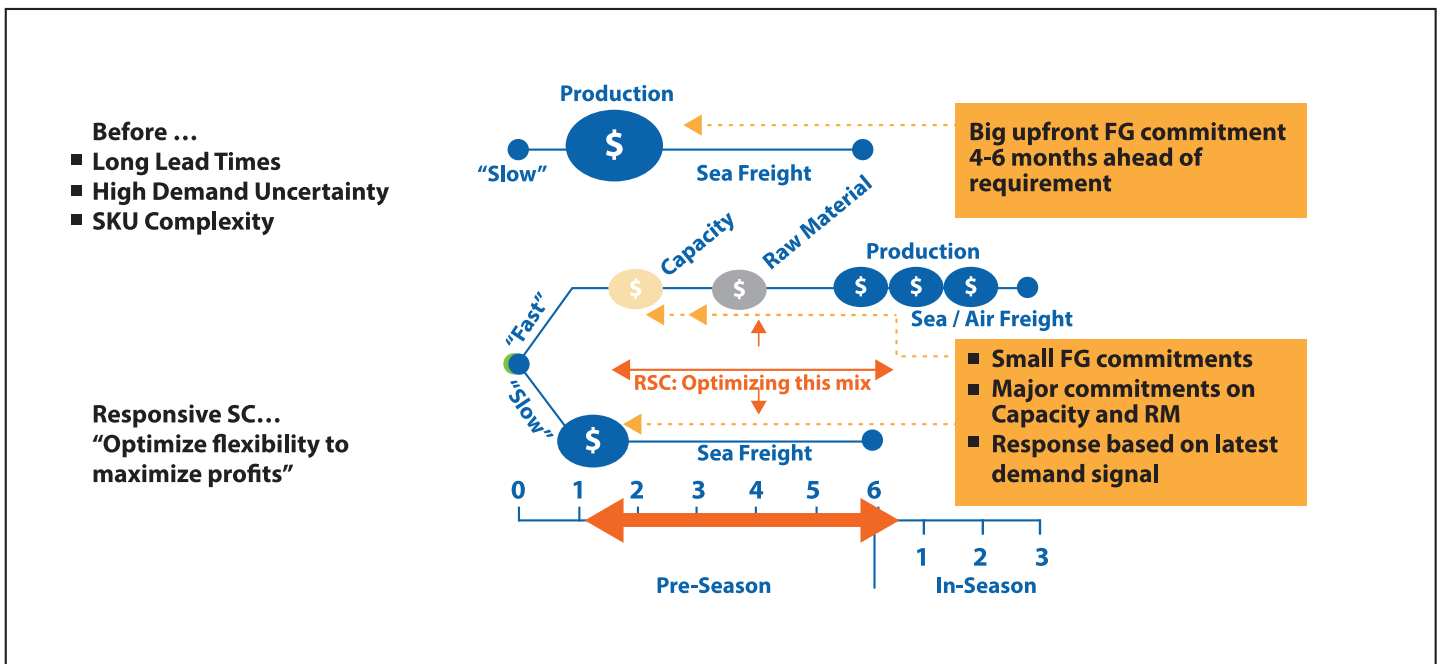 Before …
■ Long Lead Times
■ High Demand Uncertainty
■ SKU Complexity
Production
$
“Slow”
Sea Freight
Big upfront FG commitment
4-6 months ahead of
requirement
Capacity
Raw Material
Production
$
$
$ $ $
“Fast”
Sea / Air Freight
RSC: Optimizing this mix
“Slow”
$
Sea Freight
■ Small FG commitments
■ Major commitments on
Capacity and RM
■ Response based on latest
demand signal
Responsive SC…
“Optimize flexibility to
maximize profits”
0 1 2 3 4 5 6
1 2 3
Pre-Season
In-Season